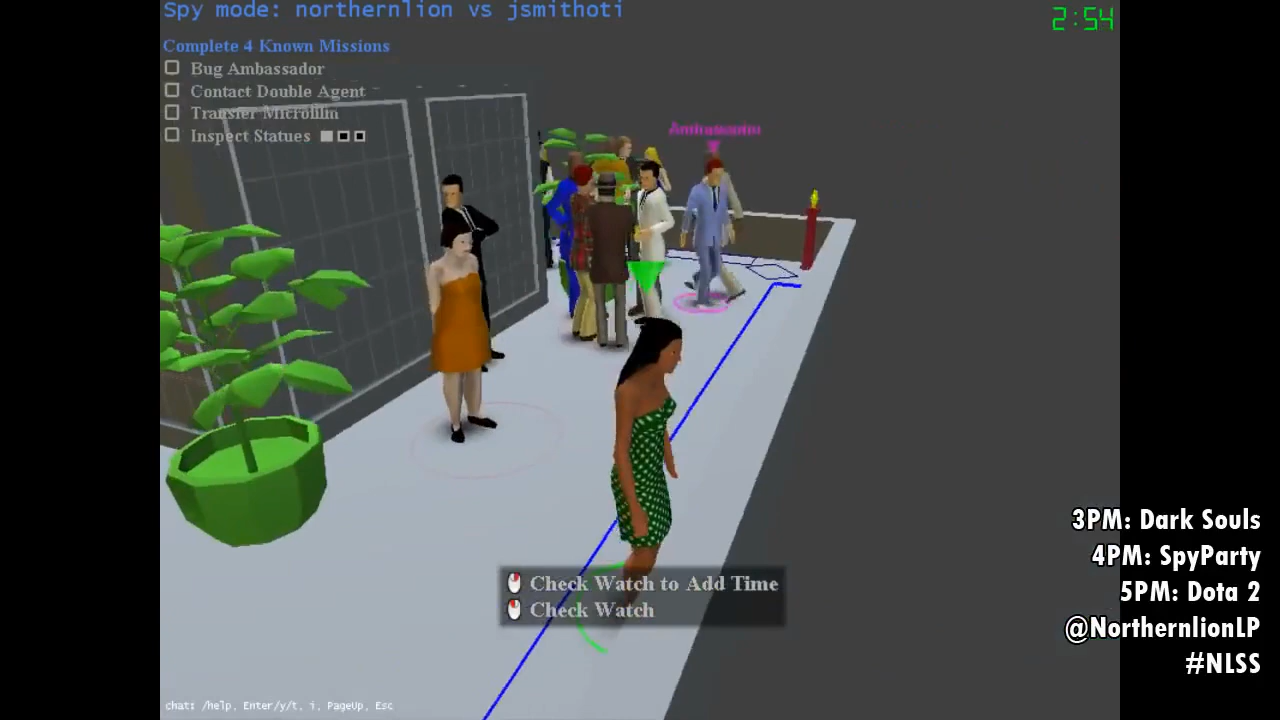 Spy mode: northernlion vs jsmithoti
2:54
Complete 4 Known Missions
Bug Ambassador
Contact Double Agent
Transfer Microfilm
Inspect Statues
Ambassador
Check Watch to Add Time
Check Watch
3PM: Dark Souls
4PM: SpyParty
5PM: Dota 2
@NorthernlionLP
#NLSS
chat: /help, Enter/y/t, i, PageUp, Esc